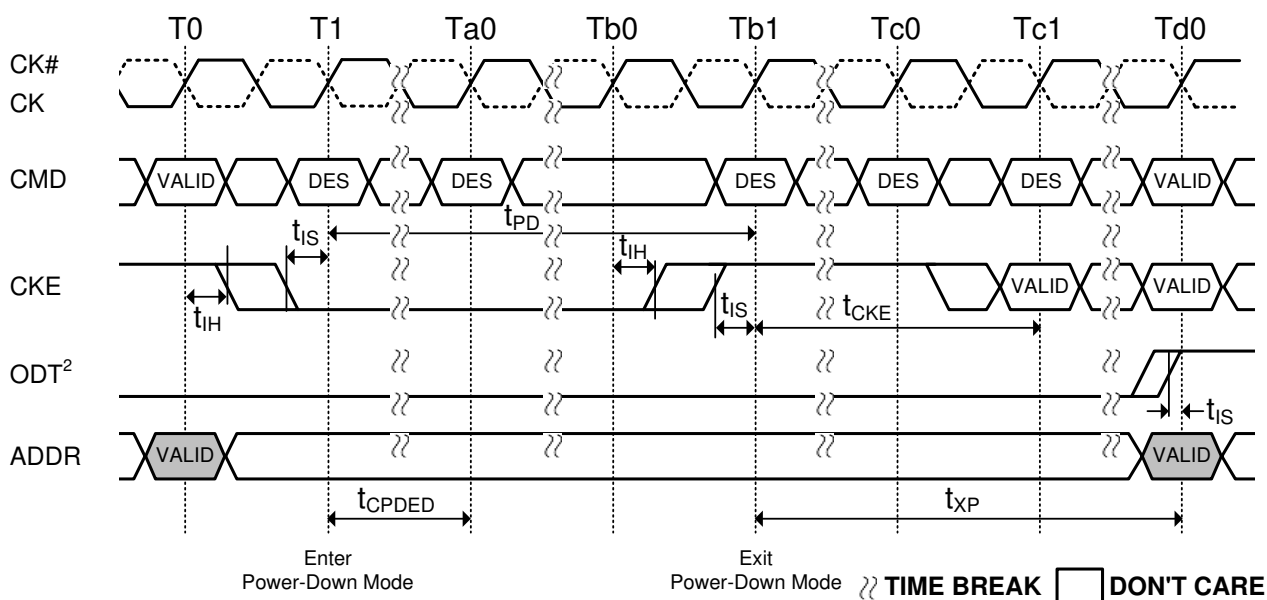 T0 T1 Ta0 Tb0 Tb1 Tc0 Tc1 Td0
CK#
CK
CMD VALID DES DES DES DES DES VALID
tIS tPD tIH
CKE VALID VALID
tIH tIS tCKE
ODT2
tIS
ADDR VALID VALID
tCPDED tXP
Enter
Power-Down Mode
Exit
Power-Down Mode
TIME BREAK DON'T CARE